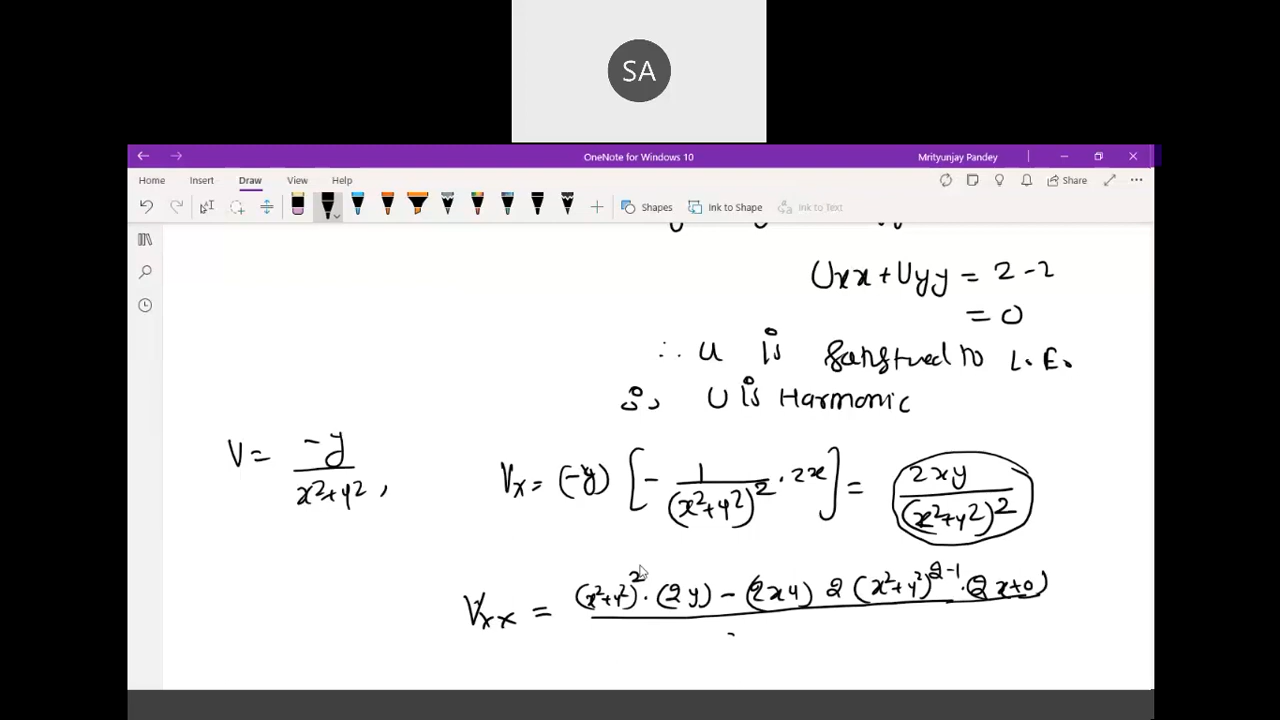 SA
OneNote for Windows 10
Mrityunjay Pandey
Home Insert Draw View Help
Share
Shapes
Ink to Shape
Ink to Text
Uxx + Uyy = 2 - 2
= 0
∴ U is to L.E.
so U is Harmonic
V = -y / (x²+y²) ,
Vx = (-y) [ - 1/(x²+y²)² · 2x ] = 2xy / (x²+y²)²
Vxx = (x²+y²)² · (2y) - (2xy) 2 (x²+y²)²⁻¹ · (2x+0)